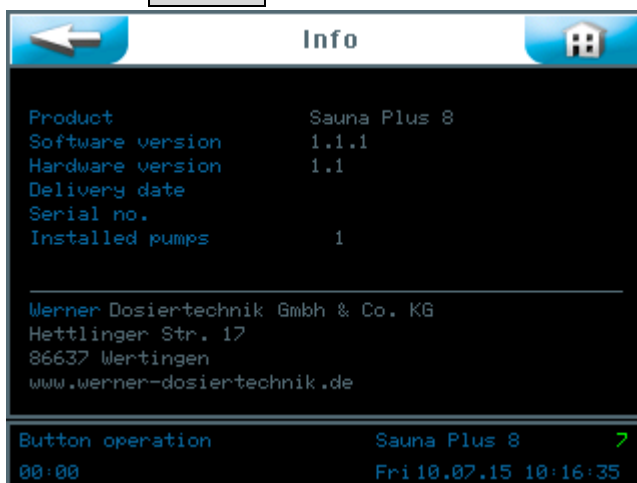 Info
Product Sauna Plus 8
Software version 1.1.1
Hardware version 1.1
Delivery date
Serial no.
Installed pumps 1
Werner Dosiertechnik Gmbh & Co. KG
Hettlinger Str. 17
86637 Wertingen
www.werner-dosiertechnik.de
Button operation Sauna Plus 8 7
00:00 Fri 10.07.15 10:16:35